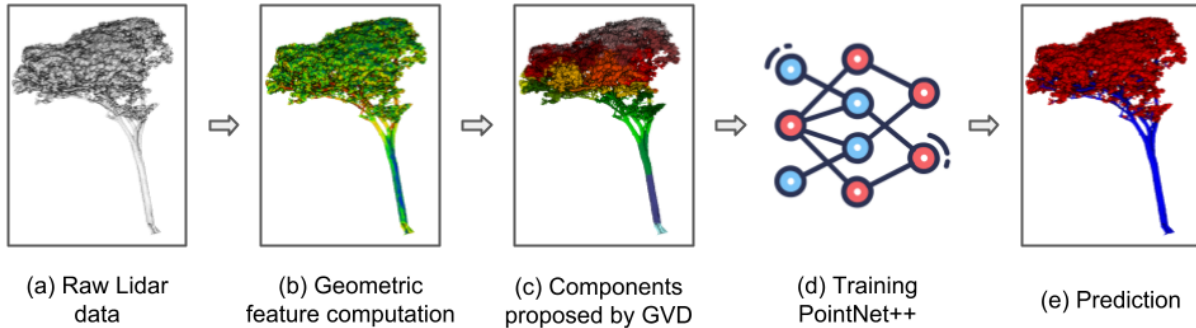 (a) Raw Lidar
data
(b) Geometric
feature computation
(c) Components
proposed by GVD
(d) Training
PointNet++
(e) Prediction